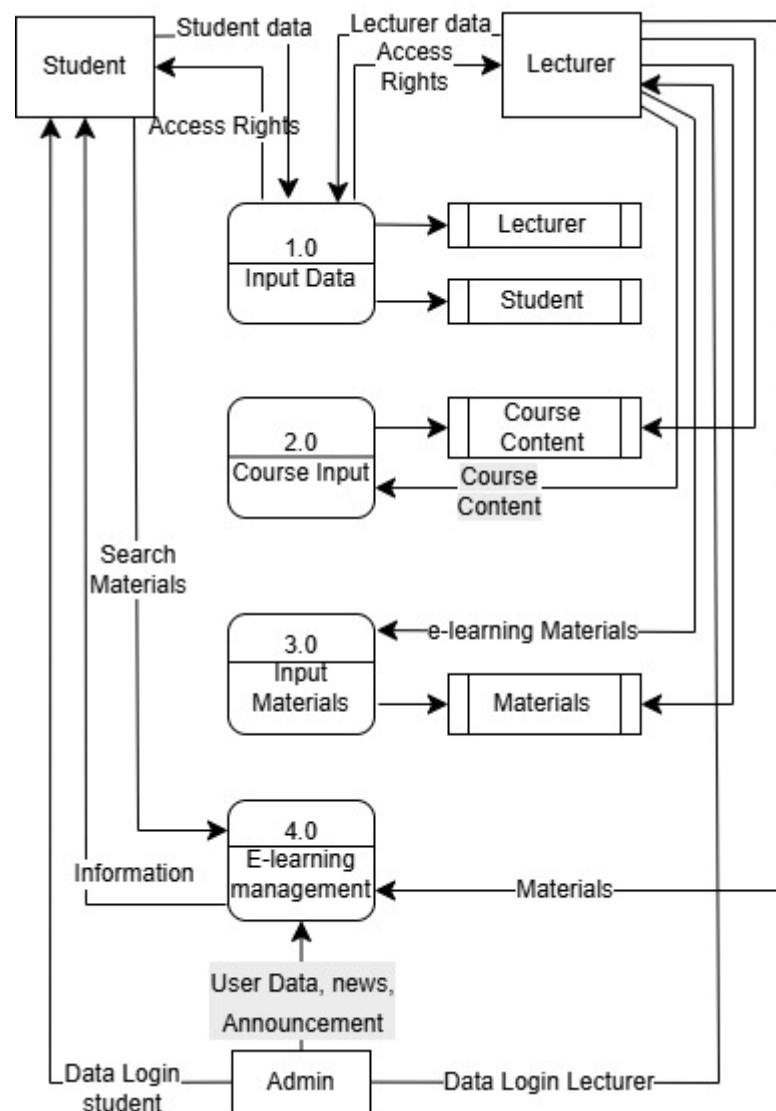 Student
Student data
Lecturer data
Access
Rights
Lecturer
Access Rights
1.0
Input Data
Lecturer
Student
2.0
Course Input
Course
Content
Course
Content
Search
Materials
3.0
Input
Materials
e-learning Materials
Materials
4.0
E-learning
management
Information
Materials
User Data, news,
Announcement
Data Login
student
Admin
Data Login Lecturer